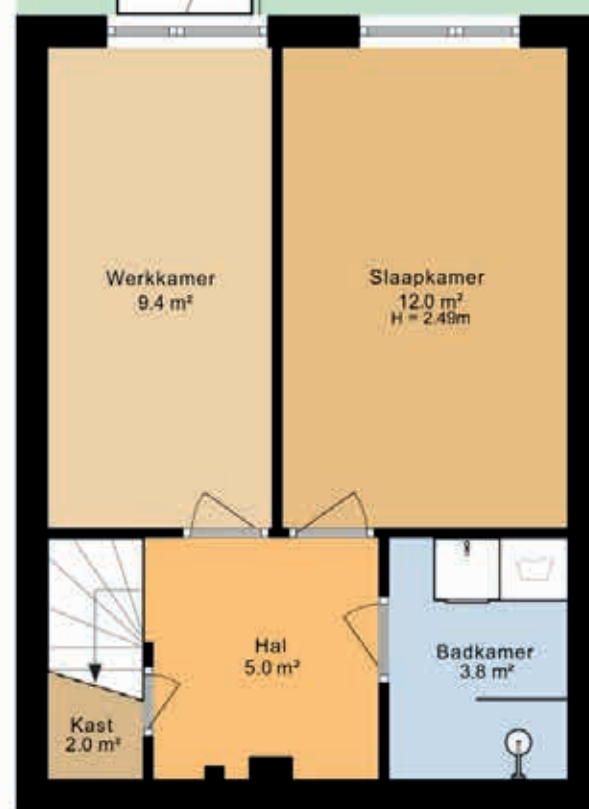 Werkkamer
9.4 m²
Slaapkamer
12.0 m²
H = 2.49m
Hal
5.0 m²
Badkamer
3.8 m²
Kast
2.0 m²